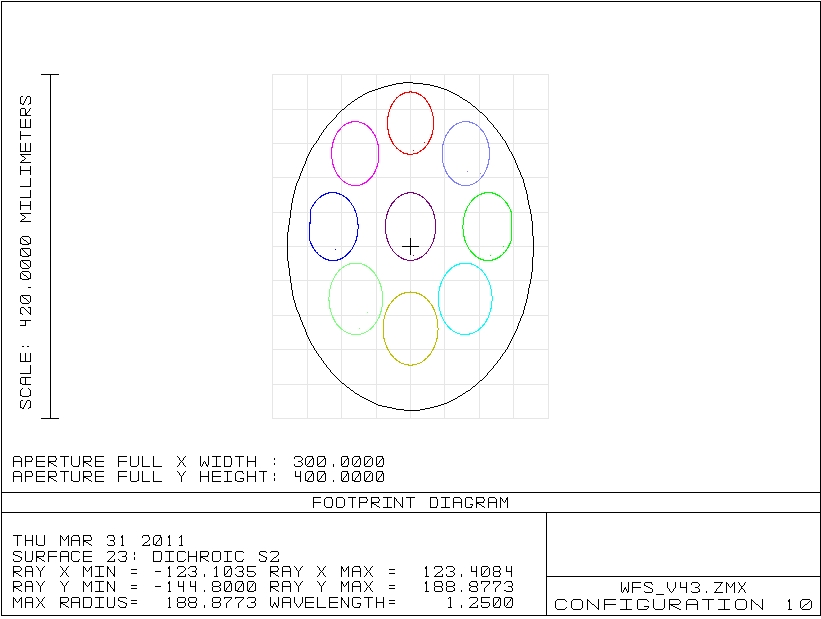 SCALE: 420.0000 MILLIMETERS
APERTURE FULL X WIDTH : 300.0000
APERTURE FULL Y HEIGHT: 400.0000
FOOTPRINT DIAGRAM
THU MAR 31 2011
SURFACE 23: DICHROIC S2
RAY X MIN = -123.1035 RAY X MAX = 123.4084
RAY Y MIN = -144.8000 RAY Y MAX = 188.8773
MAX RADIUS= 188.8773 WAVELENGTH= 1.2500
WFS_V43.ZMX
CONFIGURATION 10